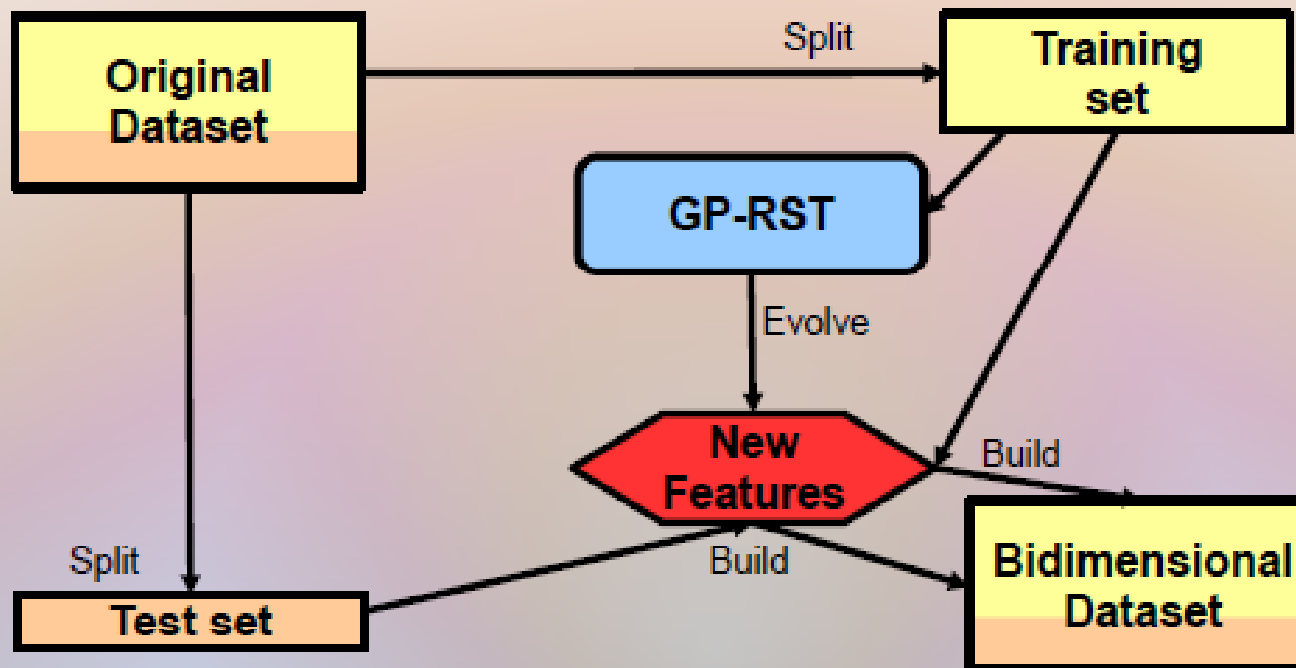 Original
Dataset
Split
Training
set
GP-RST
Evolve
New
Features
Build
Split
Build
Test set
Bidimensional
Dataset